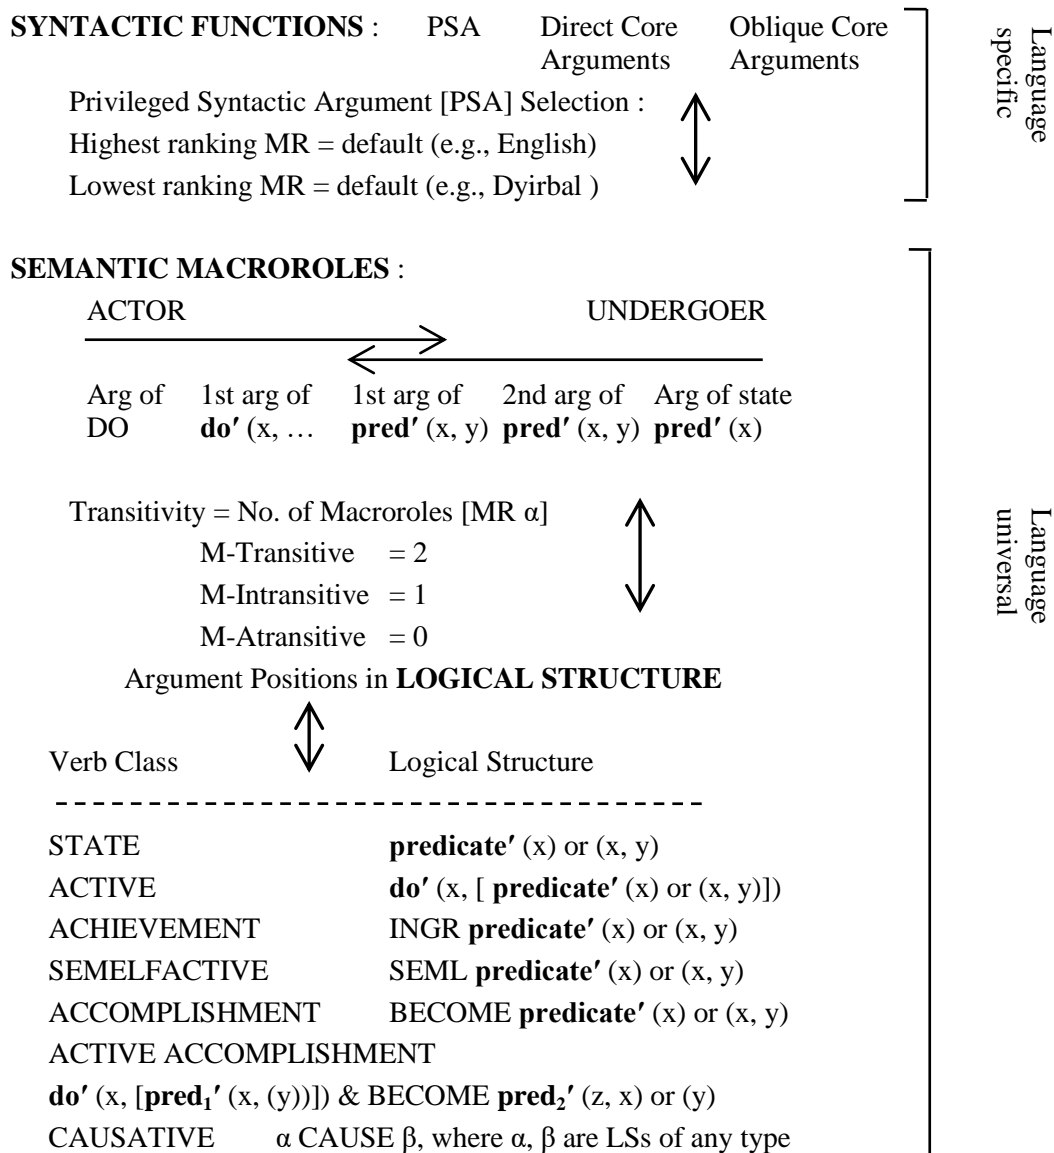 SYNTACTIC FUNCTIONS : PSA Direct Core Oblique Core
Arguments Arguments
Privileged Syntactic Argument [PSA] Selection :
Highest ranking MR = default (e.g., English)
Lowest ranking MR = default (e.g., Dyirbal )
Language
specific
SEMANTIC MACROROLES :
ACTOR UNDERGOER
Arg of 1st arg of 1st arg of 2nd arg of Arg of state
DO do′ (x, … pred′ (x, y) pred′ (x, y) pred′ (x)
Transitivity = No. of Macroroles [MR α]
M-Transitive = 2
M-Intransitive = 1
M-Atransitive = 0
Argument Positions in LOGICAL STRUCTURE
Language
universal
Verb Class Logical Structure
STATE predicate′ (x) or (x, y)
ACTIVE do′ (x, [ predicate′ (x) or (x, y)])
ACHIEVEMENT INGR predicate′ (x) or (x, y)
SEMELFACTIVE SEML predicate′ (x) or (x, y)
ACCOMPLISHMENT BECOME predicate′ (x) or (x, y)
ACTIVE ACCOMPLISHMENT
do′ (x, [pred₁′ (x, (y))]) & BECOME pred₂′ (z, x) or (y)
CAUSATIVE α CAUSE β, where α, β are LSs of any type